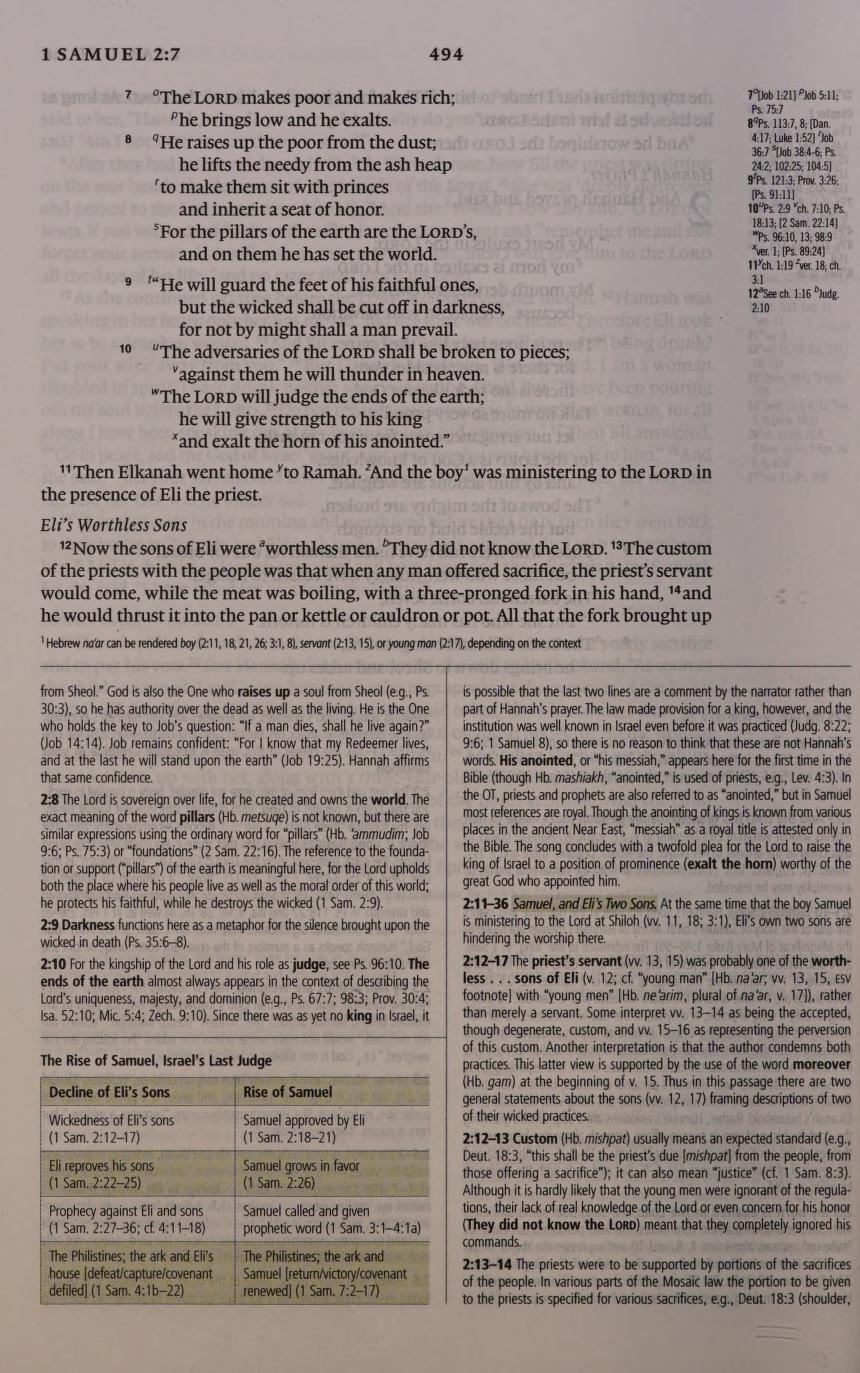 1 SAMUEL 2:7
494
7 ᵒThe LORD makes poor and makes rich;
ᵖhe brings low and he exalts.
8 ᑫHe raises up the poor from the dust;
he lifts the needy from the ash heap
ʳto make them sit with princes
and inherit a seat of honor.
ˢFor the pillars of the earth are the LORD’s,
and on them he has set the world.
9 ᵗ“He will guard the feet of his faithful ones,
but the wicked shall be cut off in darkness,
for not by might shall a man prevail.
10 ᵘThe adversaries of the LORD shall be broken to pieces;
ᵛagainst them he will thunder in heaven.
ʷThe LORD will judge the ends of the earth;
he will give strength to his king
ˣand exalt the horn of his anointed.”
¹¹Then Elkanah went home ʸto Ramah. ᶻAnd the boy¹ was ministering to the LORD in
the presence of Eli the priest.
Eli’s Worthless Sons
¹²Now the sons of Eli were ᵃworthless men. ᵇThey did not know the LORD. ¹³The custom
of the priests with the people was that when any man offered sacrifice, the priest’s servant
would come, while the meat was boiling, with a three-pronged fork in his hand, ¹⁴and
he would thrust it into the pan or kettle or cauldron or pot. All that the fork brought up
¹ Hebrew na‘ar can be rendered boy (2:11, 18, 21, 26; 3:1, 8), servant (2:13, 15), or young man (2:17), depending on the context
7ᵒ[Job 1:21] ᵖJob 5:11;
Ps. 75:7
8ᑫPs. 113:7, 8; [Dan.
4:17; Luke 1:52] ʳJob
36:7 ˢ[Job 38:4-6; Ps.
24:2; 102:25; 104:5]
9ᵗPs. 121:3; Prov. 3:26;
[Ps. 91:11]
10ᵘPs. 2:9 ᵛch. 7:10; Ps.
18:13; [2 Sam. 22:14]
ʷPs. 96:10, 13; 98:9
ˣver. 1; [Ps. 89:24]
11ʸch. 1:19 ᶻver. 18; ch.
3:1
12ᵃSee ch. 1:16 ᵇJudg.
2:10
from Sheol.” God is also the One who raises up a soul from Sheol (e.g., Ps.
30:3), so he has authority over the dead as well as the living. He is the One
who holds the key to Job’s question: “If a man dies, shall he live again?”
(Job 14:14). Job remains confident: “For I know that my Redeemer lives,
and at the last he will stand upon the earth” (Job 19:25). Hannah affirms
that same confidence.
2:8 The Lord is sovereign over life, for he created and owns the world. The
exact meaning of the word pillars (Hb. metsuqe) is not known, but there are
similar expressions using the ordinary word for “pillars” (Hb. ‘ammudim; Job
9:6; Ps. 75:3) or “foundations” (2 Sam. 22:16). The reference to the founda-
tion or support (“pillars”) of the earth is meaningful here, for the Lord upholds
both the place where his people live as well as the moral order of this world;
he protects his faithful, while he destroys the wicked (1 Sam. 2:9).
2:9 Darkness functions here as a metaphor for the silence brought upon the
wicked in death (Ps. 35:6–8).
2:10 For the kingship of the Lord and his role as judge, see Ps. 96:10. The
ends of the earth almost always appears in the context of describing the
Lord’s uniqueness, majesty, and dominion (e.g., Ps. 67:7; 98:3; Prov. 30:4;
Isa. 52:10; Mic. 5:4; Zech. 9:10). Since there was as yet no king in Israel, it
The Rise of Samuel, Israel’s Last Judge
Decline of Eli’s Sons
Rise of Samuel
Wickedness of Eli’s sons
(1 Sam. 2:12–17)
Samuel approved by Eli
(1 Sam. 2:18–21)
Eli reproves his sons
(1 Sam. 2:22–25)
Samuel grows in favor
(1 Sam. 2:26)
Prophecy against Eli and sons
(1 Sam. 2:27–36; cf. 4:11–18)
Samuel called and given
prophetic word (1 Sam. 3:1–4:1a)
The Philistines; the ark and Eli’s
house [defeat/capture/covenant
defiled] (1 Sam. 4:1b–22)
The Philistines; the ark and
Samuel [return/victory/covenant
renewed] (1 Sam. 7:2–17)
is possible that the last two lines are a comment by the narrator rather than
part of Hannah’s prayer. The law made provision for a king, however, and the
institution was well known in Israel even before it was practiced (Judg. 8:22;
9:6; 1 Samuel 8), so there is no reason to think that these are not Hannah’s
words. His anointed, or “his messiah,” appears here for the first time in the
Bible (though Hb. mashiakh, “anointed,” is used of priests, e.g., Lev. 4:3). In
the OT, priests and prophets are also referred to as “anointed,” but in Samuel
most references are royal. Though the anointing of kings is known from various
places in the ancient Near East, “messiah” as a royal title is attested only in
the Bible. The song concludes with a twofold plea for the Lord to raise the
king of Israel to a position of prominence (exalt the horn) worthy of the
great God who appointed him.
2:11–36 Samuel, and Eli’s Two Sons. At the same time that the boy Samuel
is ministering to the Lord at Shiloh (vv. 11, 18; 3:1), Eli’s own two sons are
hindering the worship there.
2:12–17 The priest’s servant (vv. 13, 15) was probably one of the worth-
less . . . sons of Eli (v. 12; cf. “young man” [Hb. na‘ar; vv. 13, 15, ESV
footnote] with “young men” [Hb. ne‘arim, plural of na‘ar, v. 17]), rather
than merely a servant. Some interpret vv. 13–14 as being the accepted,
though degenerate, custom, and vv. 15–16 as representing the perversion
of this custom. Another interpretation is that the author condemns both
practices. This latter view is supported by the use of the word moreover
(Hb. gam) at the beginning of v. 15. Thus in this passage there are two
general statements about the sons (vv. 12, 17) framing descriptions of two
of their wicked practices.
2:12–13 Custom (Hb. mishpat) usually means an expected standard (e.g.,
Deut. 18:3, “this shall be the priest’s due [mishpat] from the people, from
those offering a sacrifice”); it can also mean “justice” (cf. 1 Sam. 8:3).
Although it is hardly likely that the young men were ignorant of the regula-
tions, their lack of real knowledge of the Lord or even concern for his honor
(They did not know the LORD) meant that they completely ignored his
commands.
2:13–14 The priests were to be supported by portions of the sacrifices
of the people. In various parts of the Mosaic law the portion to be given
to the priests is specified for various sacrifices, e.g., Deut. 18:3 (shoulder,